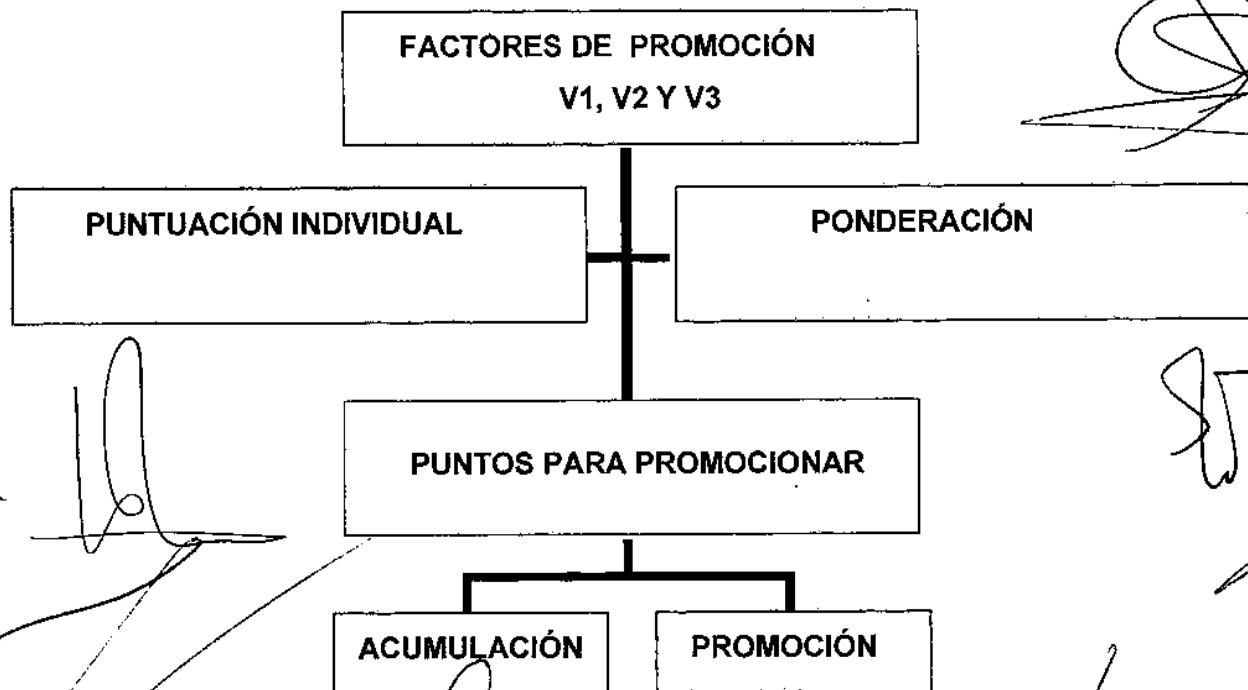 FACTORES DE PROMOCIÓN
V1, V2 Y V3
PUNTUACIÓN INDIVIDUAL
PONDERACIÓN
PUNTOS PARA PROMOCIONAR
ACUMULACIÓN
PROMOCIÓN